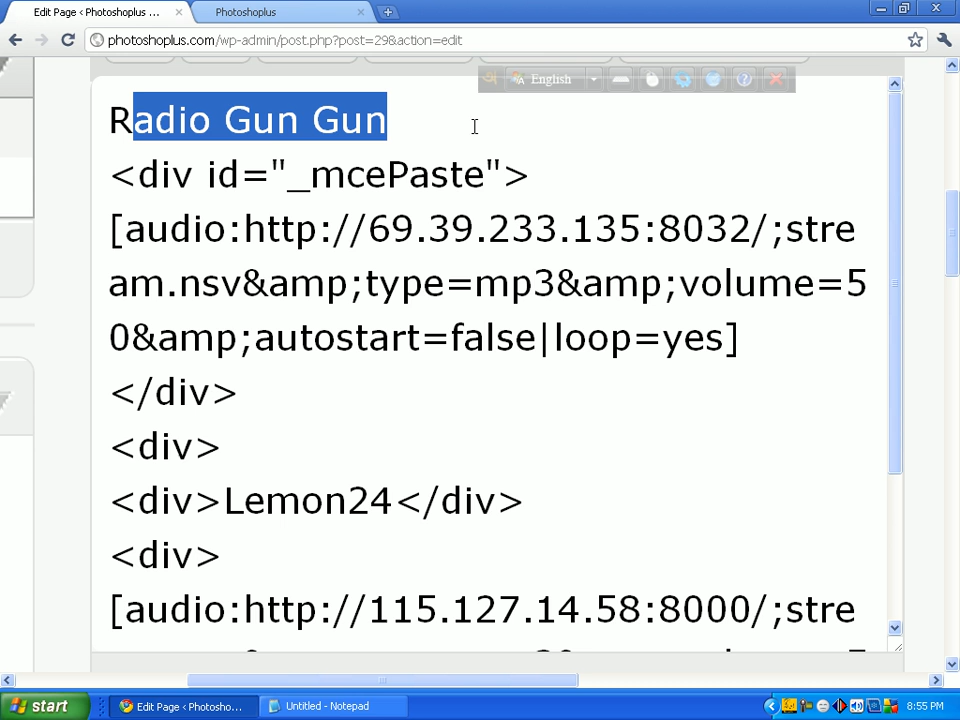 Edit Page < Photoshoplus ...
Photoshoplus
photoshoplus.com/wp-admin/post.php?post=29&action=edit
English
Radio Gun Gun
<div id="_mcePaste">
[audio:http://69.39.233.135:8032/;stre
am.nsv&amp;type=mp3&amp;volume=5
0&amp;autostart=false|loop=yes]
</div>
<div>
<div>Lemon24</div>
<div>
[audio:http://115.127.14.58:8000/;stre
start
Edit Page < Photosho...
Untitled - Notepad
8:55 PM